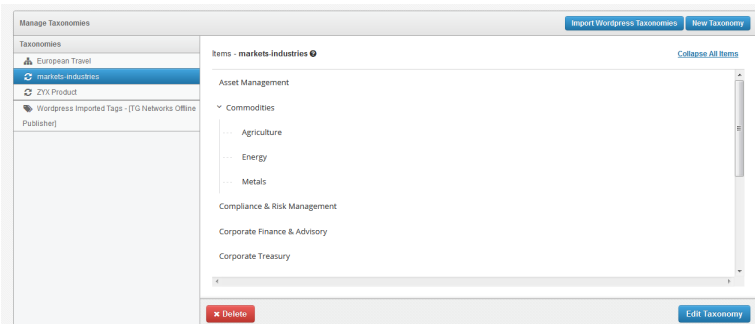 Manage Taxonomies
Import Wordpress Taxonomies
New Taxonomy
Taxonomies
European Travel
markets-industries
ZYX Product
Wordpress Imported Tags - [TG Networks Offline
Publisher]
Items - markets-industries
Collapse All Items
Asset Management
Commodities
Agriculture
Energy
Metals
Compliance & Risk Management
Corporate Finance & Advisory
Corporate Treasury
Delete
Edit Taxonomy